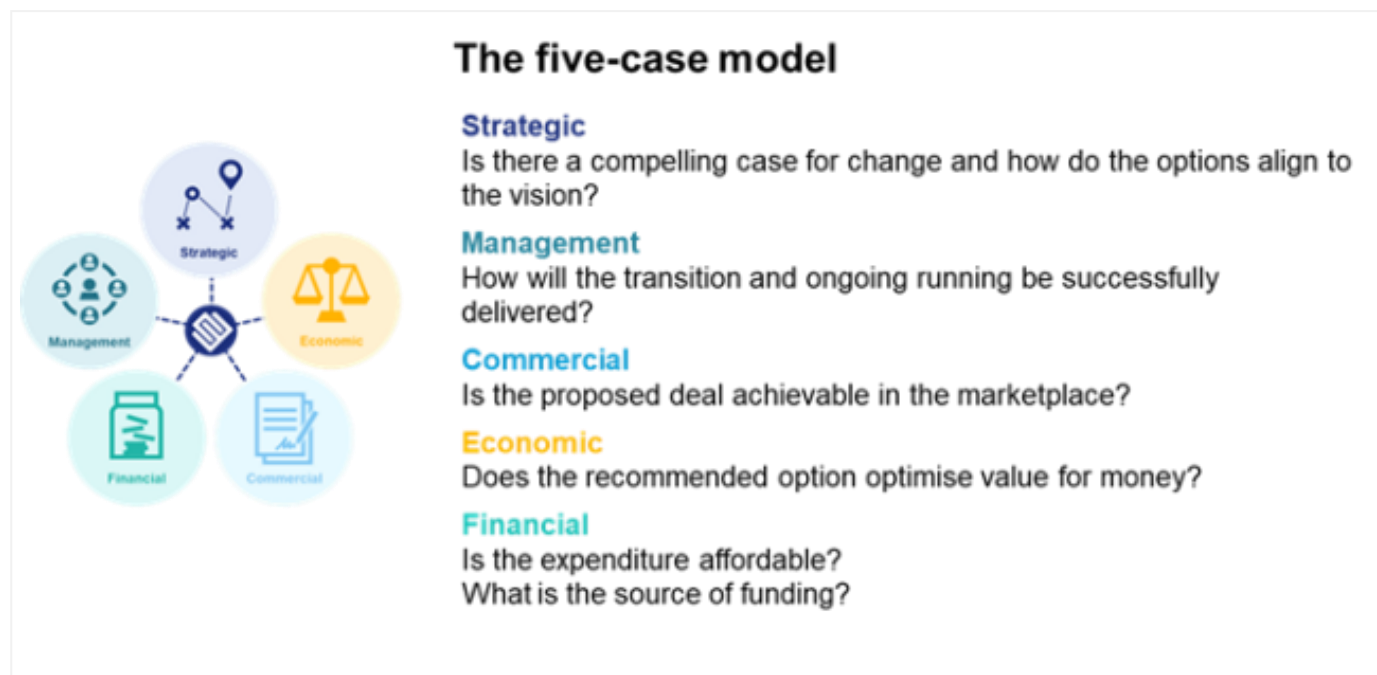 The five-case model
Strategic
Is there a compelling case for change and how do the options align to
the vision?
Management
How will the transition and ongoing running be successfully
delivered?
Commercial
Is the proposed deal achievable in the marketplace?
Economic
Does the recommended option optimise value for money?
Financial
Is the expenditure affordable?
What is the source of funding?
Strategic
Management
Economic
Financial
Commercial